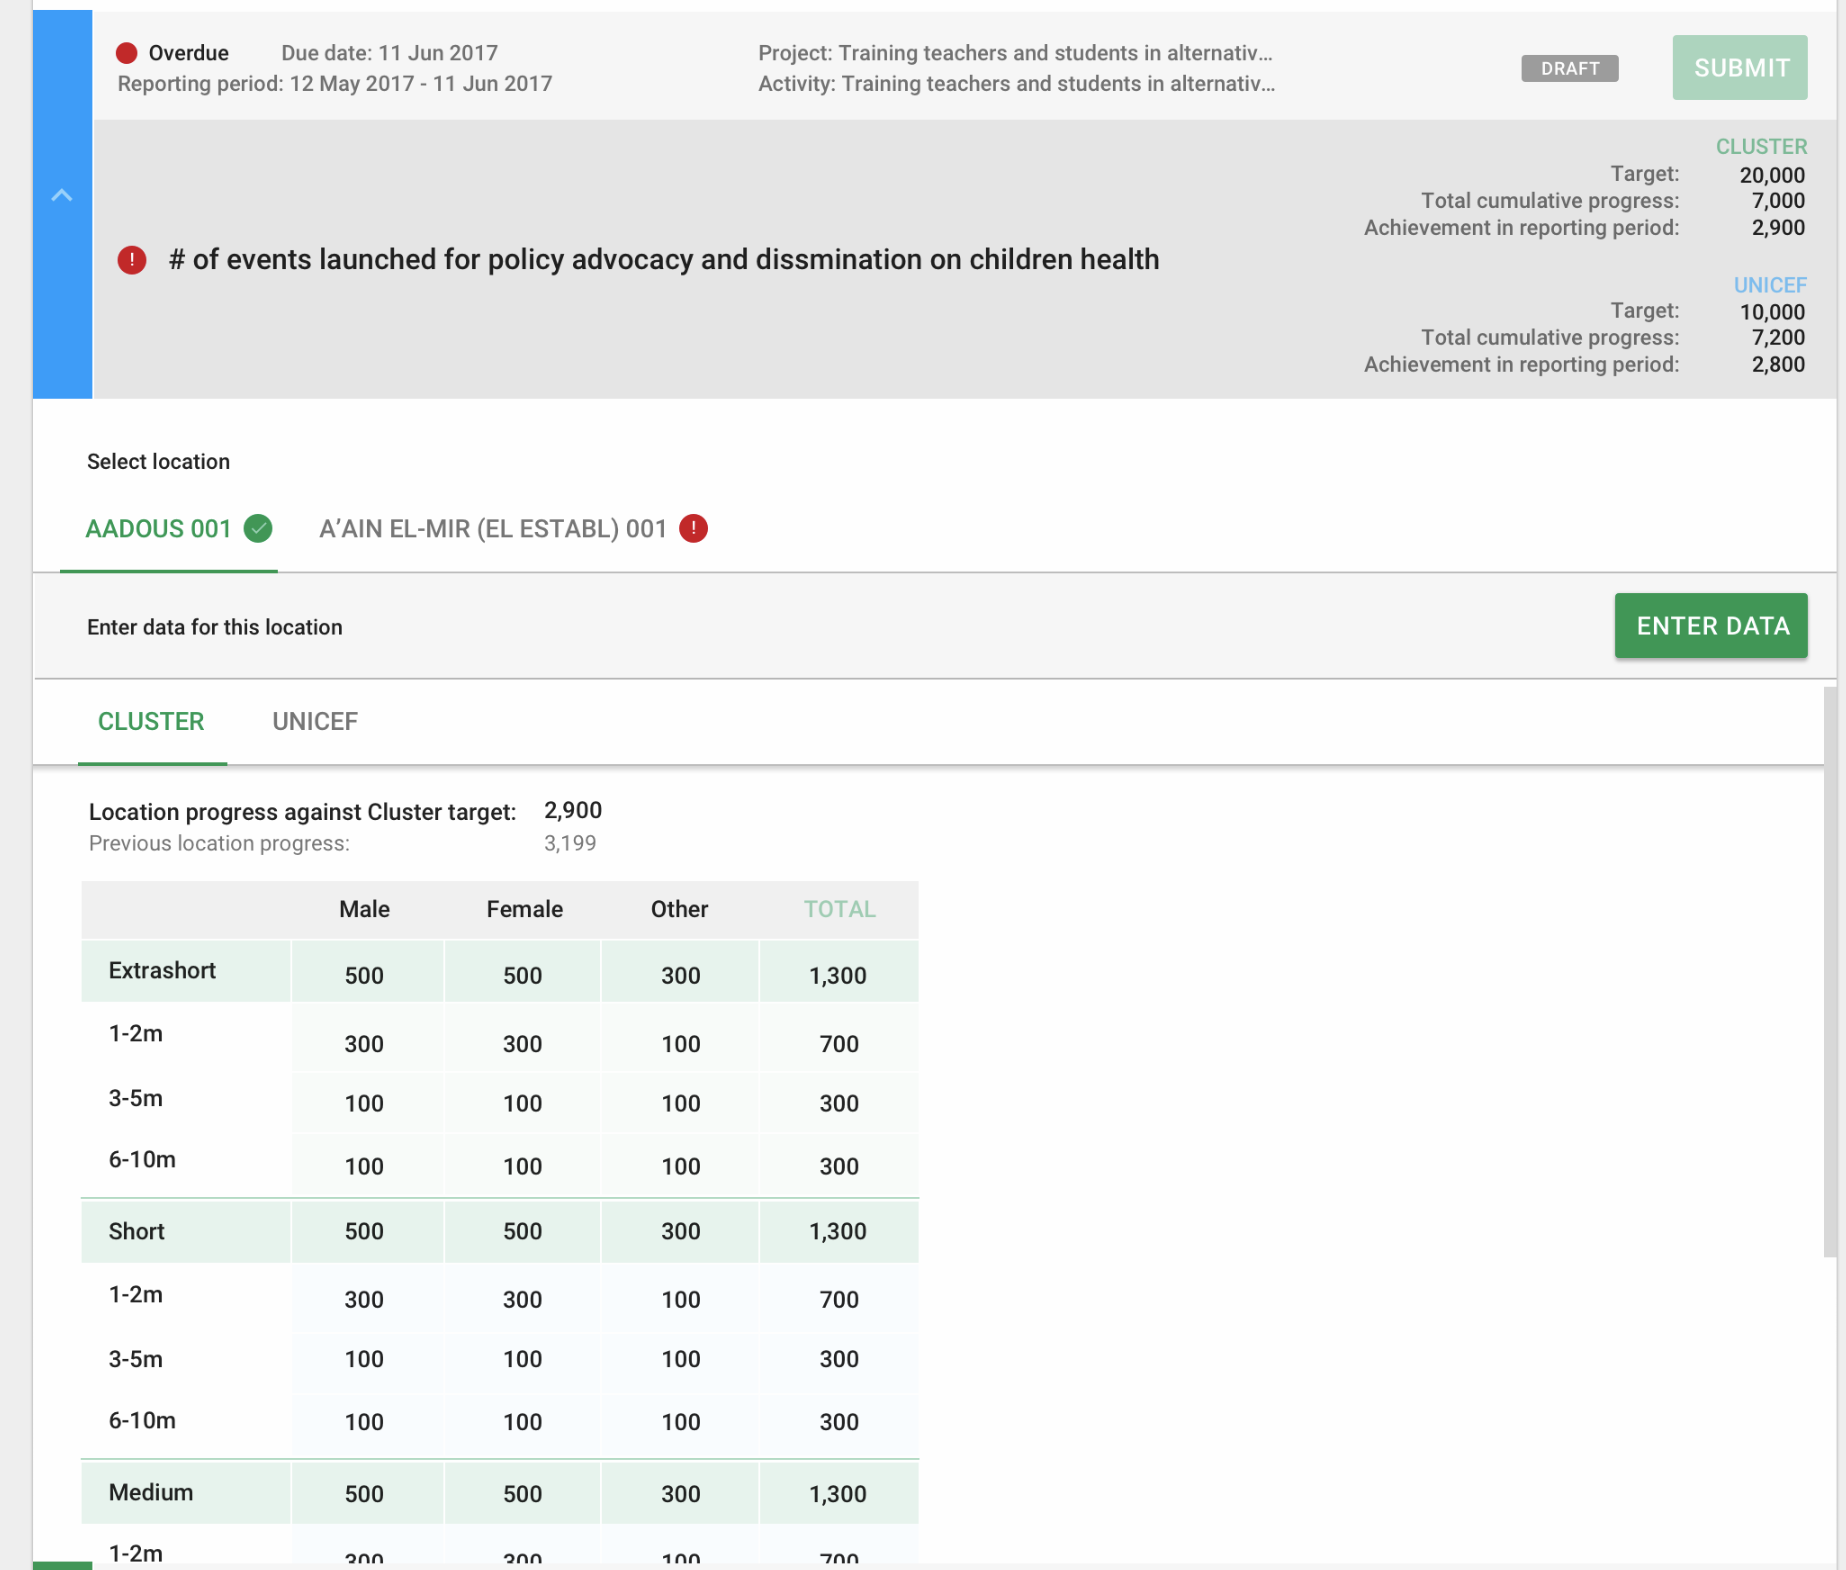 Overdue Due date: 11 Jun 2017
Reporting period: 12 May 2017 - 11 Jun 2017
Project: Training teachers and students in alternativ...
Activity: Training teachers and students in alternativ...
DRAFT
SUBMIT
# of events launched for policy advocacy and dissmination on children health
CLUSTER
Target: 20,000
Total cumulative progress: 7,000
Achievement in reporting period: 2,900
UNICEF
Target: 10,000
Total cumulative progress: 7,200
Achievement in reporting period: 2,800
Select location
AADOUS 001 A’AIN EL-MIR (EL ESTABL) 001
Enter data for this location ENTER DATA
CLUSTER UNICEF
Location progress against Cluster target: 2,900
Previous location progress: 3,199
Male Female Other TOTAL
Extrashort 500 500 300 1,300
1-2m 300 300 100 700
3-5m 100 100 100 300
6-10m 100 100 100 300
Short 500 500 300 1,300
1-2m 300 300 100 700
3-5m 100 100 100 300
6-10m 100 100 100 300
Medium 500 500 300 1,300
1-2m 300 300 100 700